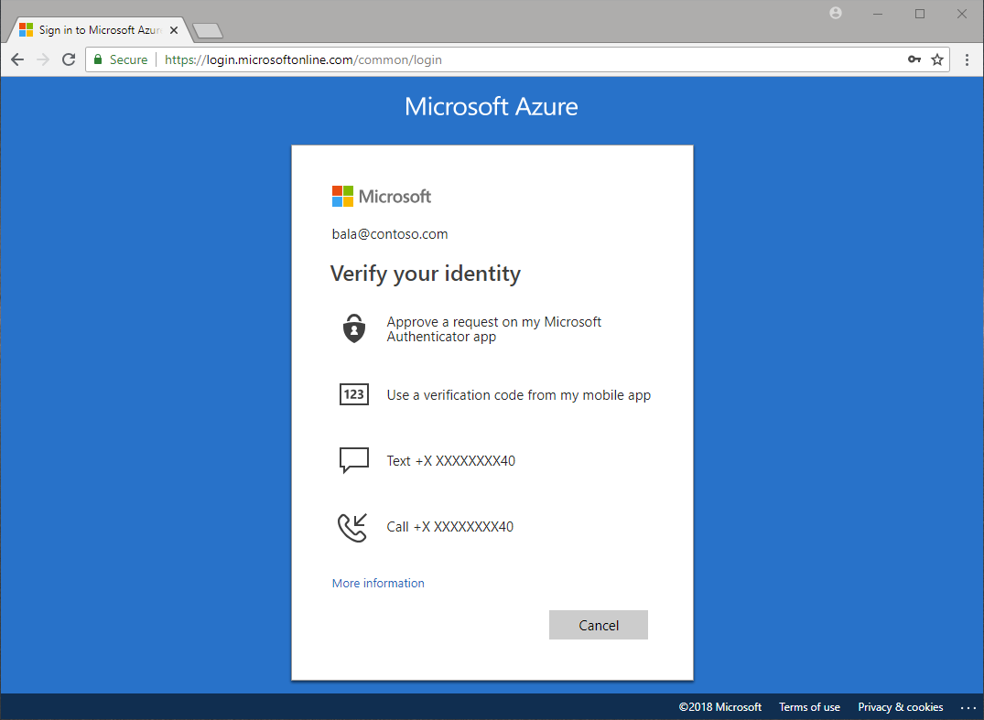 Sign in to Microsoft Azur
Secure
https://login.microsoftonline.com/common/login
Microsoft Azure
Microsoft
bala@contoso.com
Verify your identity
Approve a request on my Microsoft
Authenticator app
123
Use a verification code from my mobile app
Text +X XXXXXXXX40
Call +X XXXXXXXX40
More information
Cancel
©2018 Microsoft
Terms of use
Privacy & cookies